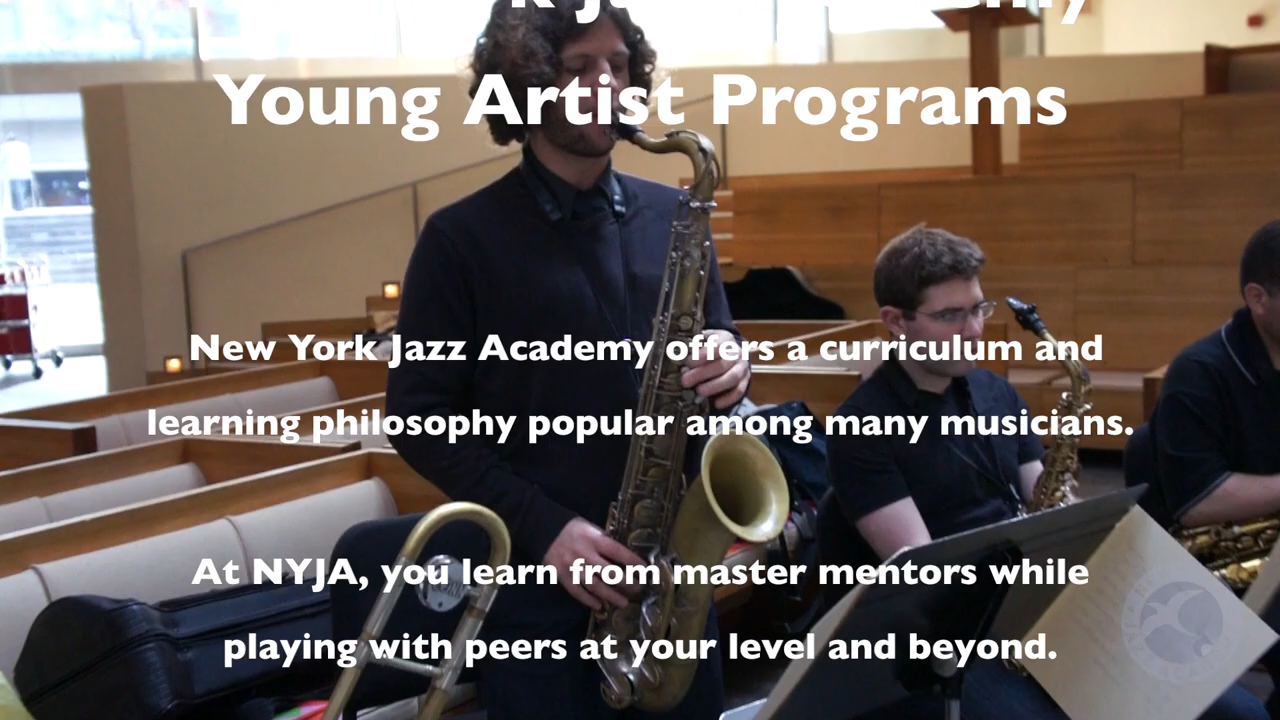 Young Artist Programs
New York Jazz Academy offers a curriculum and
learning philosophy popular among many musicians.
At NYJA, you learn from master mentors while
playing with peers at your level and beyond.